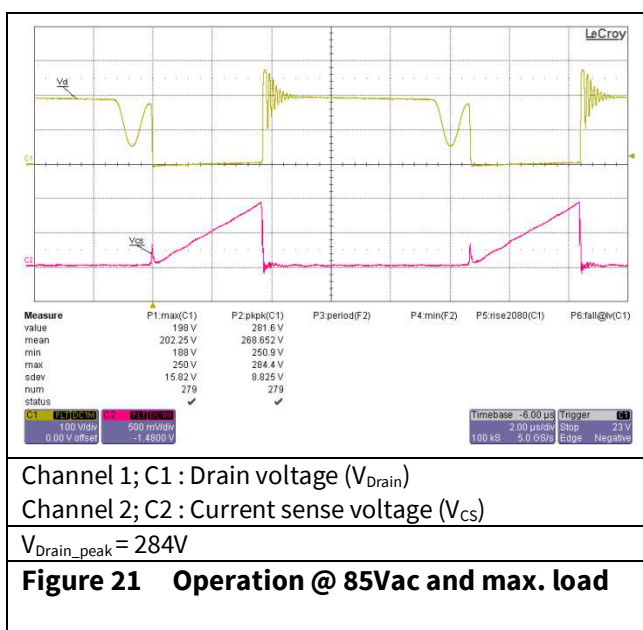 LeCroy
Vd
C1
Vcs
C2
Measure P1:max(C1) P2:pkpk(C1) P3:period(F2) P4:min(F2) P5:rise2080(C1) P6:fall@lv(C1)
value 198 V 281.6 V
mean 202.25 V 268.652 V
min 188 V 250.9 V
max 250 V 284.4 V
sdev 15.82 V 8.825 V
num 279 279
status ✓ ✓
C1 FLT DC1M C2 FLT DC1M Timebase -6.00 µs Trigger C1
100 V/div 500 mV/div 2.00 µs/div Stop 23 V
0.00 V offset -1.4800 V 100 kS 5.0 GS/s Edge Negative
Channel 1; C1 : Drain voltage (VDrain)
Channel 2; C2 : Current sense voltage (VCS)
VDrain_peak = 284V
Figure 21 Operation @ 85Vac and max. load